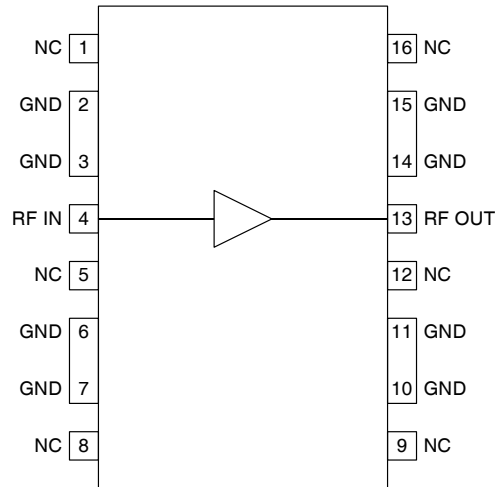 NC 1 16 NC
GND 2 15 GND
GND 3 14 GND
RF IN 4 13 RF OUT
NC 5 12 NC
GND 6 11 GND
GND 7 10 GND
NC 8 9 NC